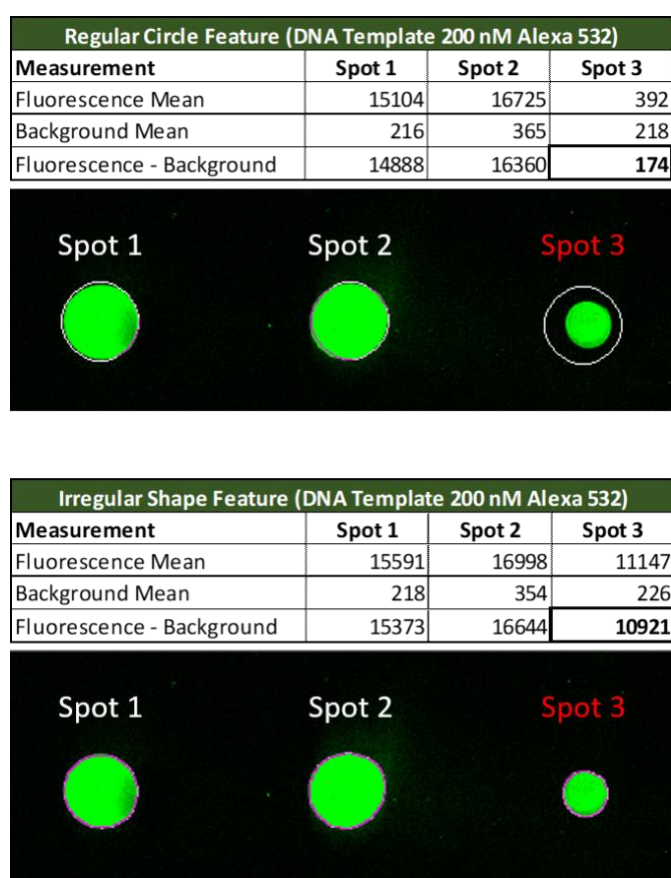 Regular Circle Feature (DNA Template 200 nM Alexa 532)
Measurement Spot 1 Spot 2 Spot 3
Fluorescence Mean 15104 16725 392
Background Mean 216 365 218
Fluorescence - Background 14888 16360 174
Spot 1 Spot 2 Spot 3
Irregular Shape Feature (DNA Template 200 nM Alexa 532)
Measurement Spot 1 Spot 2 Spot 3
Fluorescence Mean 15591 16998 11147
Background Mean 218 354 226
Fluorescence - Background 15373 16644 10921
Spot 1 Spot 2 Spot 3